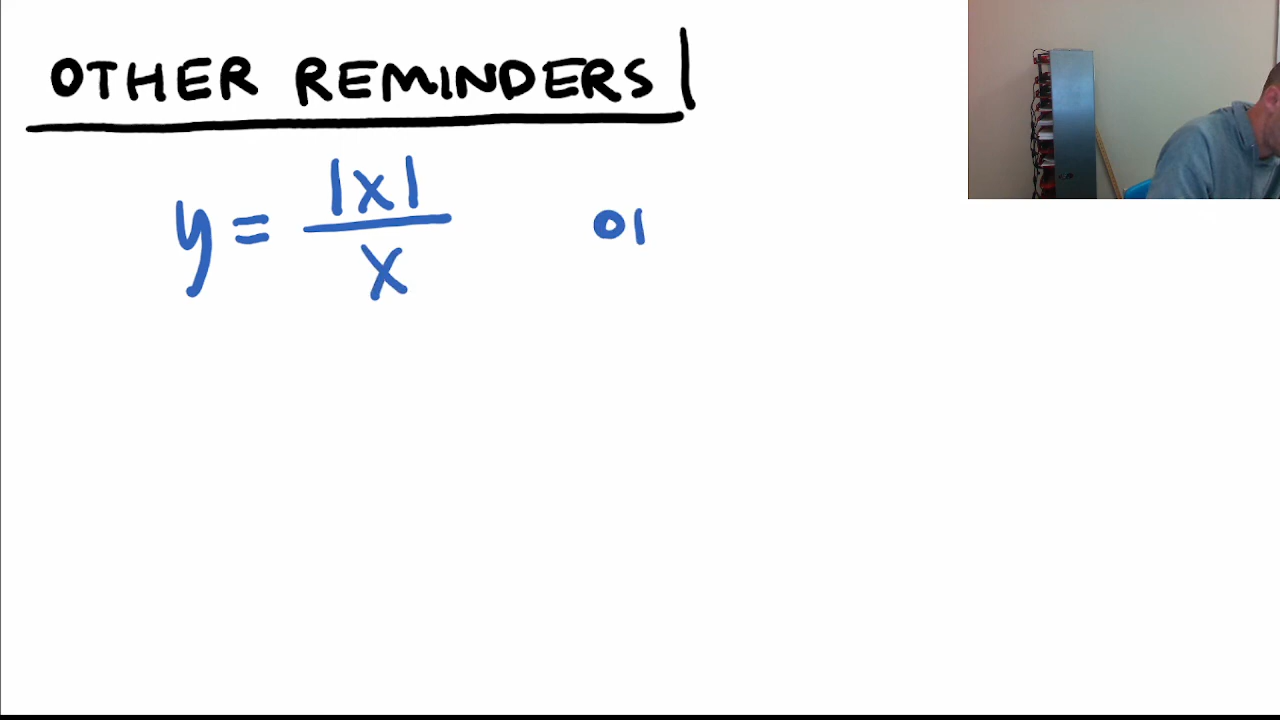 OTHER REMINDERS
y = |x|/x o